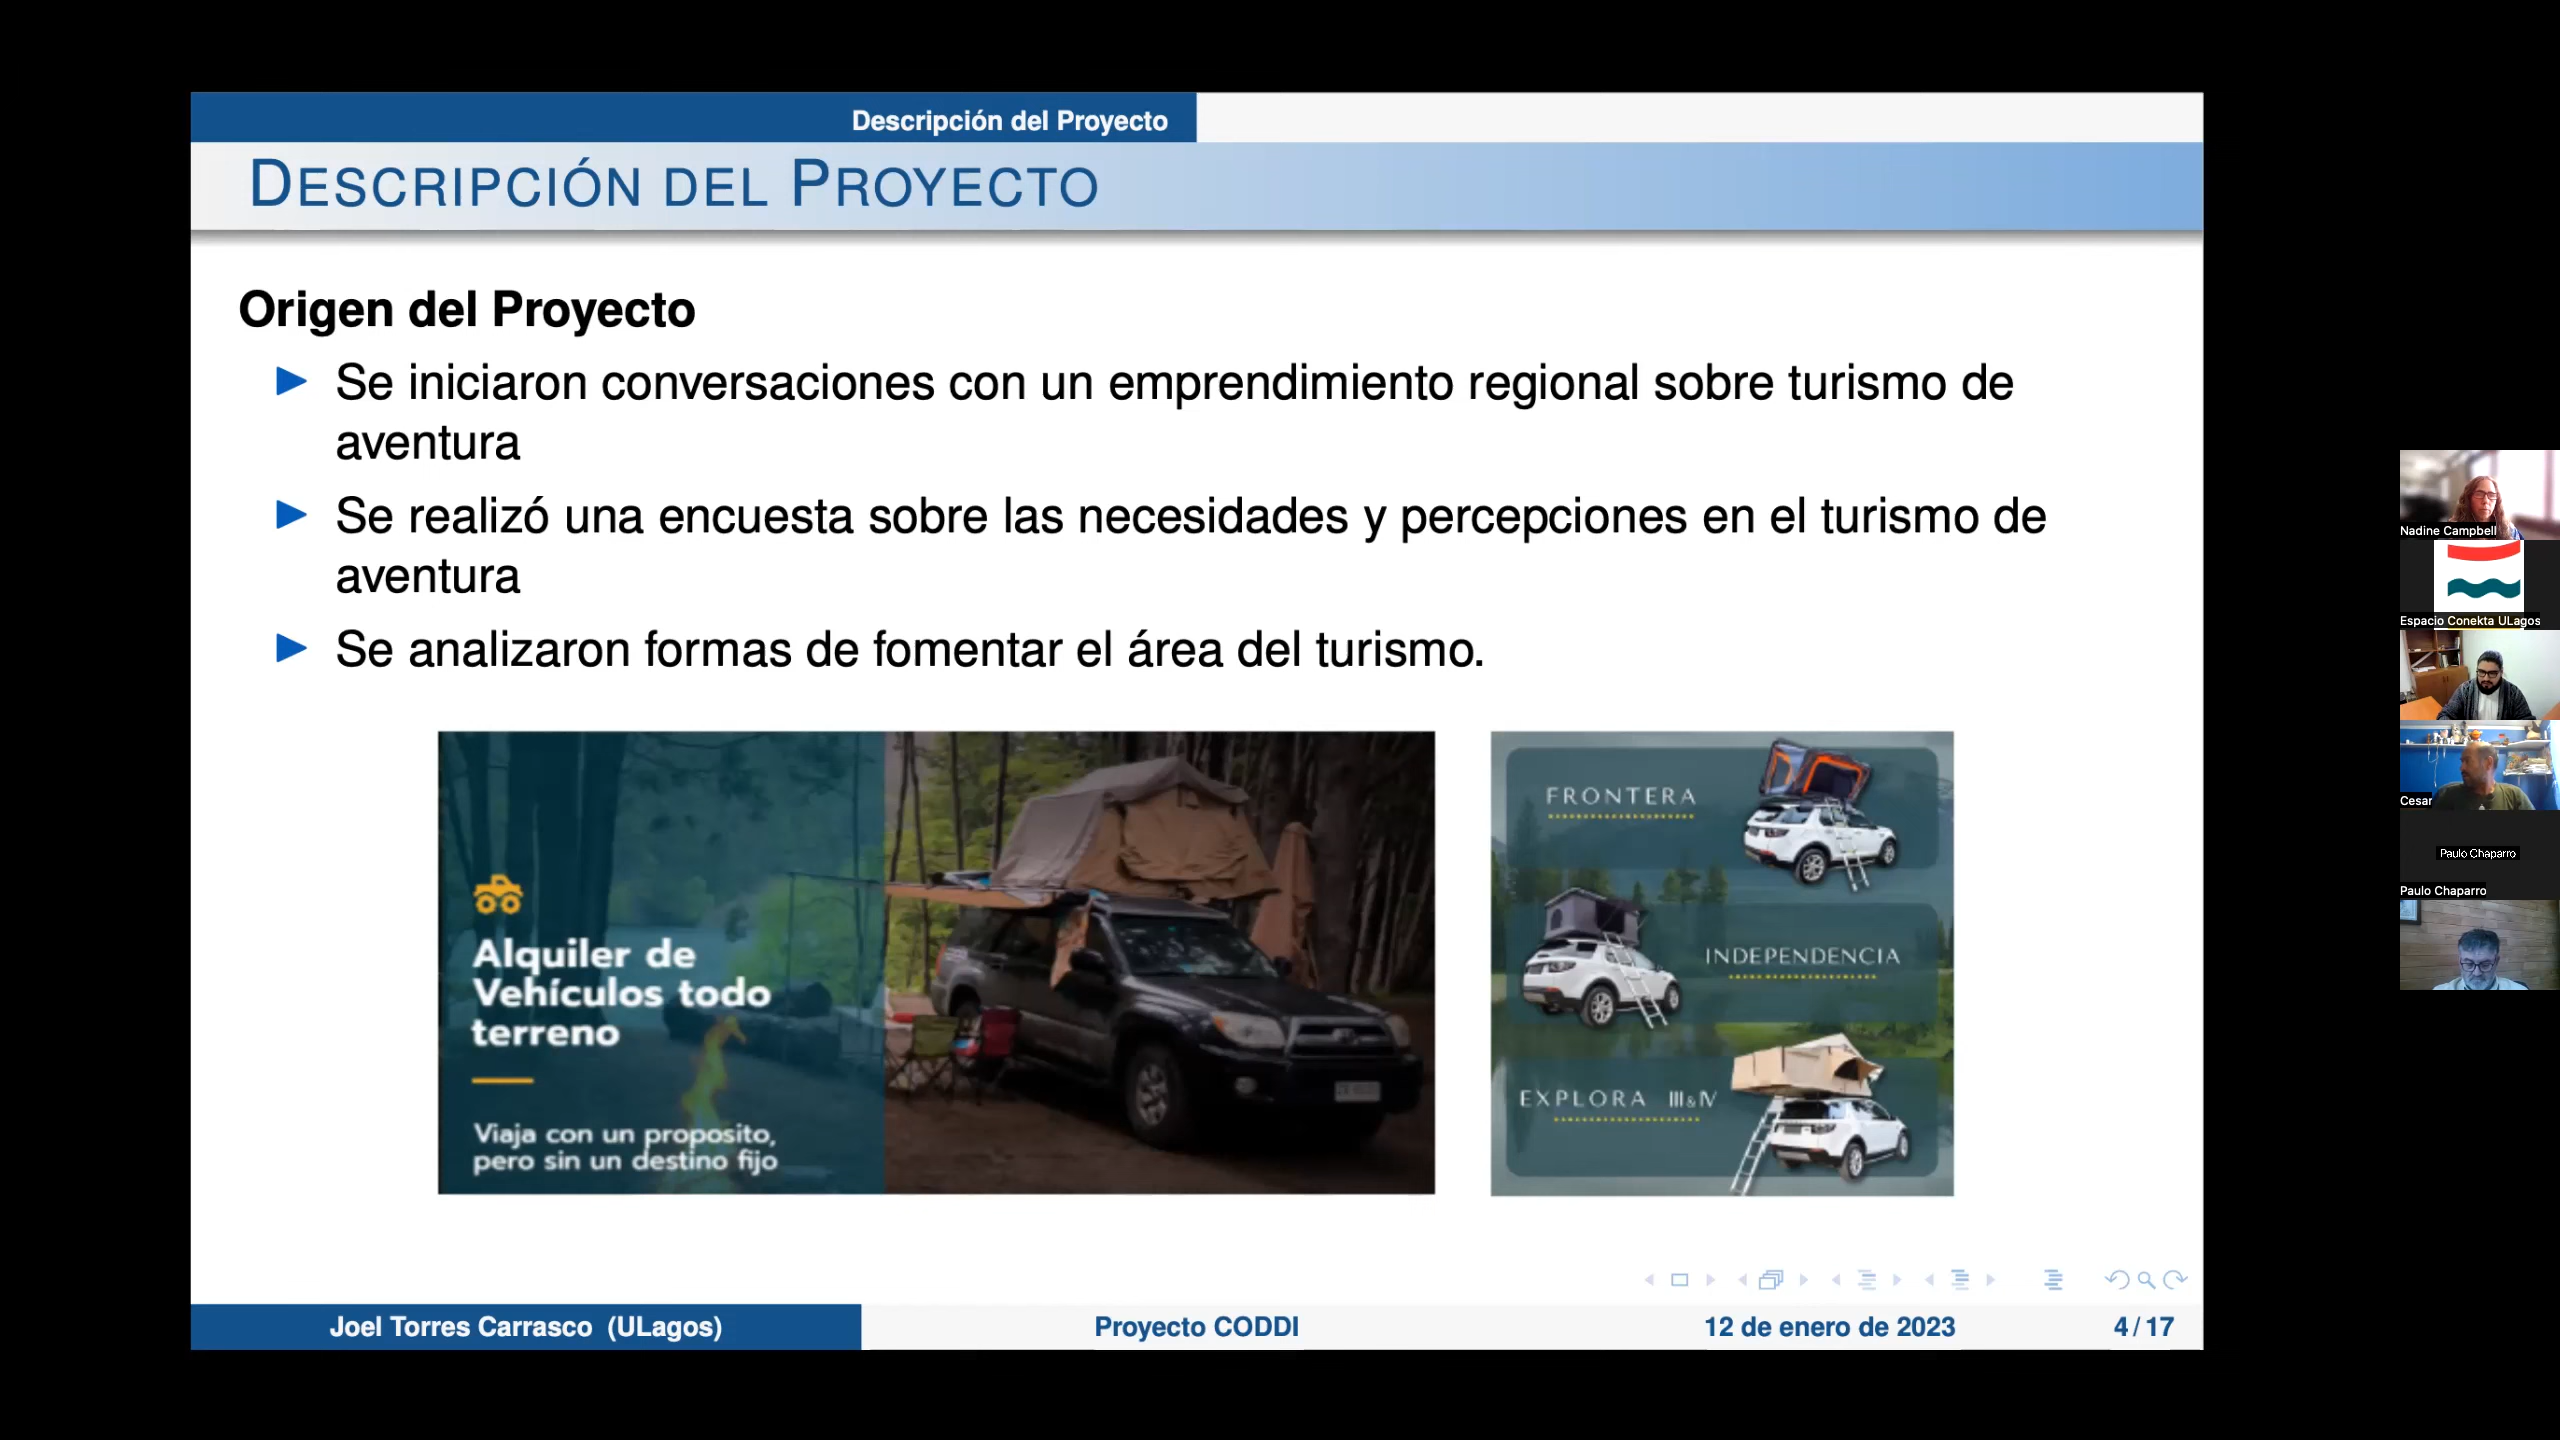 Descripción del Proyecto
DESCRIPCIÓN DEL PROYECTO
Origen del Proyecto
Se iniciaron conversaciones con un emprendimiento regional sobre turismo de
aventura
Se realizó una encuesta sobre las necesidades y percepciones en el turismo de
aventura
Se analizaron formas de fomentar el área del turismo.
Alquiler de
Vehículos todo
terreno
Viaja con un proposito,
pero sin un destino fijo
FRONTERA
INDEPENDENCIA
EXPLORA III&IV
Joel Torres Carrasco (ULagos)
Proyecto CODDI
12 de enero de 2023
4/17
Nadine Campbell
Espacio Conekta ULagos
Cesar
Paulo Chaparro
Paulo Chaparro